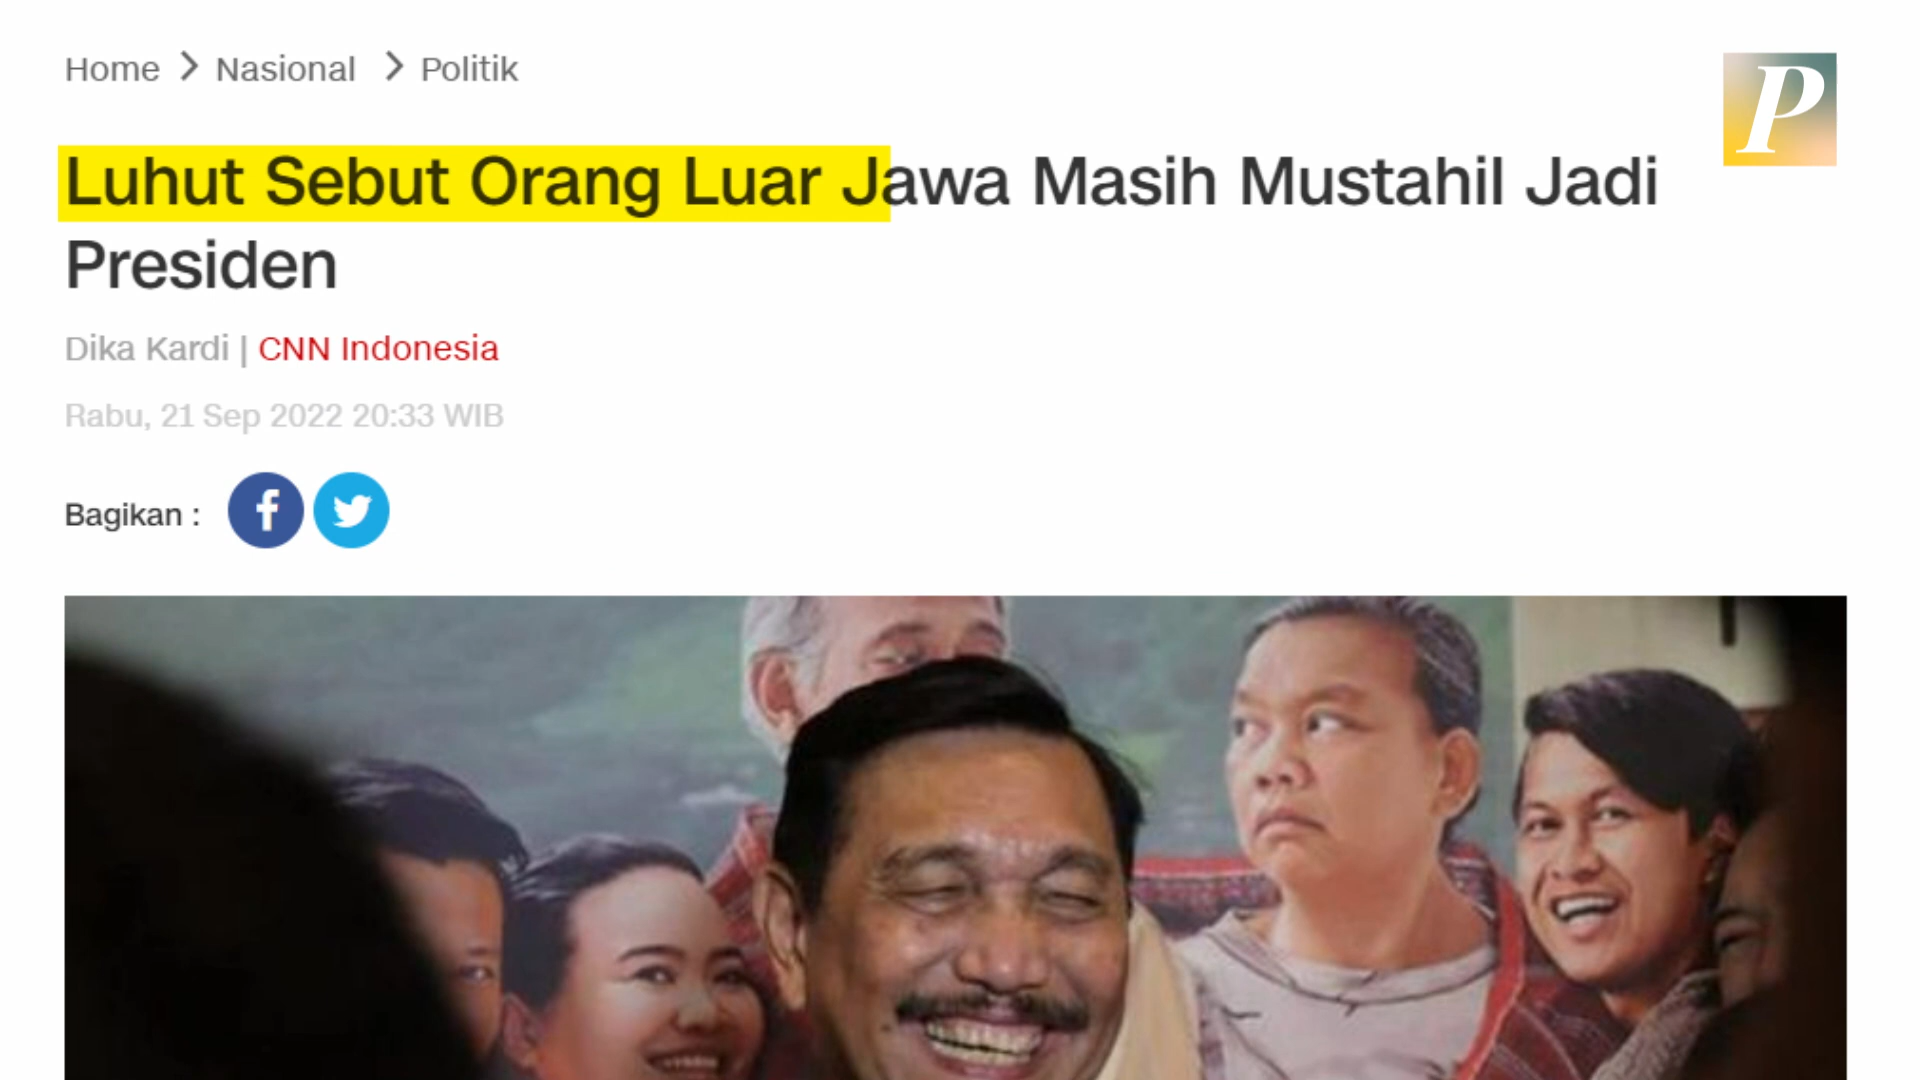 Home > Nasional > Politik
P
Luhut Sebut Orang Luar Jawa Masih Mustahil Jadi
Presiden
Dika Kardi | CNN Indonesia
Rabu, 21 Sep 2022 20:33 WIB
Bagikan :